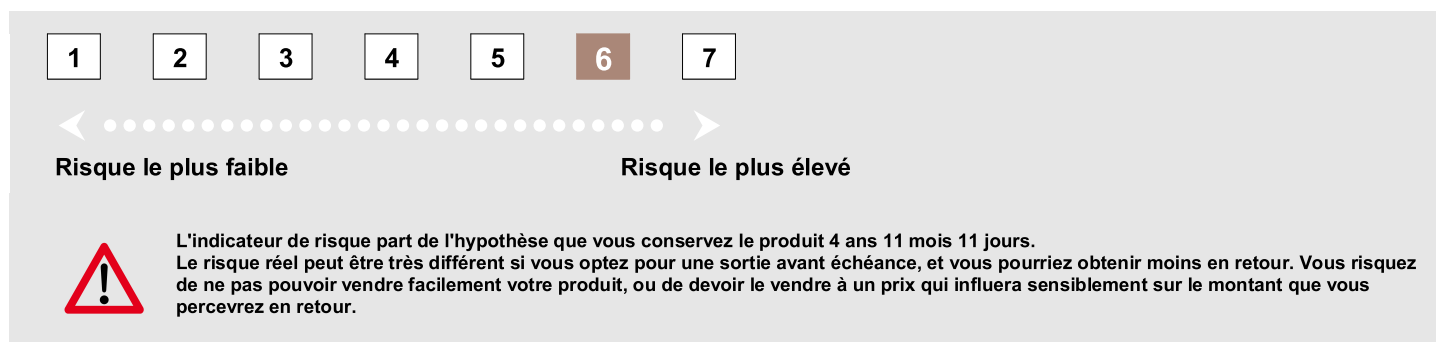 1 2 3 4 5 6 7
Risque le plus faible Risque le plus élevé
L'indicateur de risque part de l'hypothèse que vous conservez le produit 4 ans 11 mois 11 jours.
Le risque réel peut être très différent si vous optez pour une sortie avant échéance, et vous pourriez obtenir moins en retour. Vous risquez
de ne pas pouvoir vendre facilement votre produit, ou de devoir le vendre à un prix qui influera sensiblement sur le montant que vous
percevrez en retour.